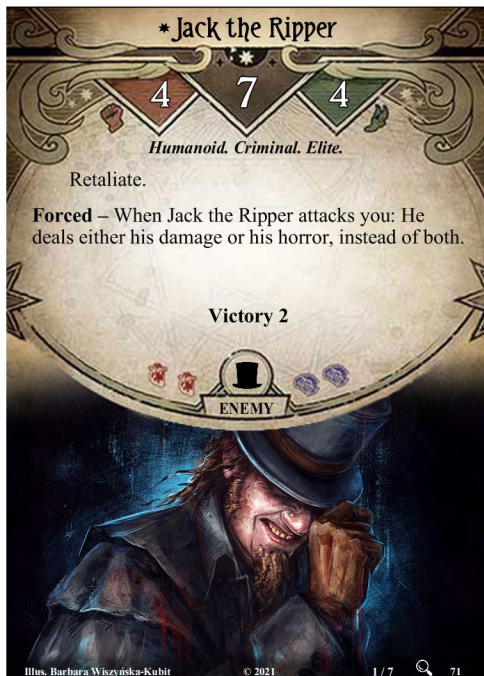 *Jack the Ripper
4 7 4
Humanoid. Criminal. Elite.
Retaliate.
Forced – When Jack the Ripper attacks you: He
deals either his damage or his horror, instead of both.
Victory 2
ENEMY
Illus. Barbara Wiszyńska-Kubit © 2021 1 / 7 71